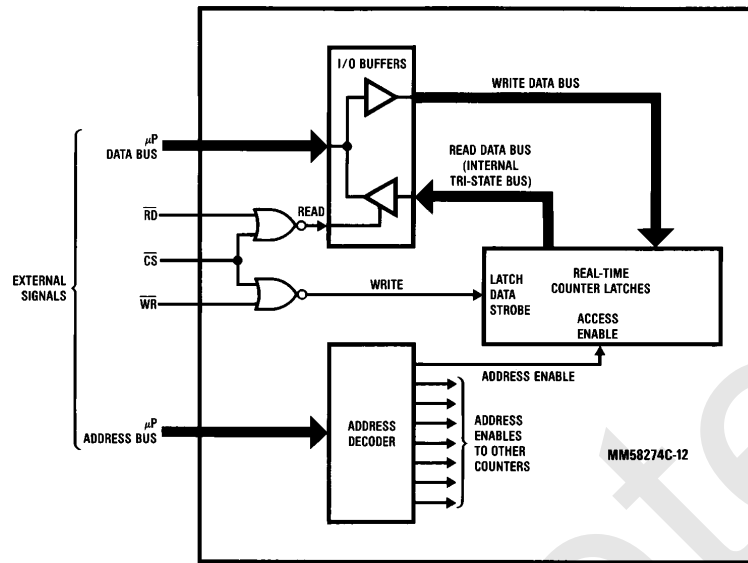 I/O BUFFERS
WRITE DATA BUS
μP
DATA BUS
READ DATA BUS
(INTERNAL
TRI-STATE BUS)
RD
READ
CS
EXTERNAL
SIGNALS
WR
WRITE
LATCH
DATA
STROBE
REAL-TIME
COUNTER LATCHES
ACCESS
ENABLE
ADDRESS ENABLE
μP
ADDRESS BUS
ADDRESS
DECODER
ADDRESS
ENABLES
TO OTHER
COUNTERS
MM58274C-12